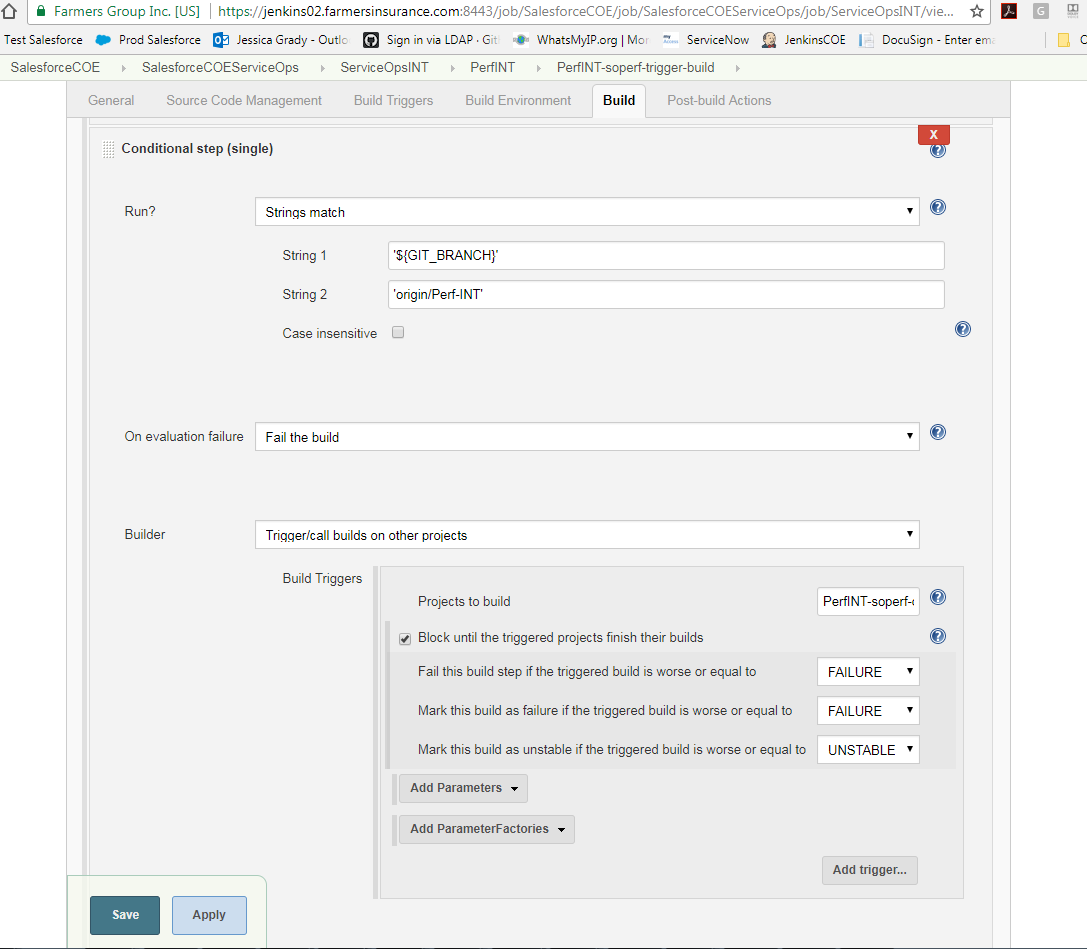 Farmers Group Inc. [US] | https://jenkins02.farmersinsurance.com:8443/job/SalesforceCOE/job/SalesforceCOEServiceOps/job/ServiceOpsINT/vie...
Test Salesforce Prod Salesforce Jessica Grady - Outlo Sign in via LDAP · Git WhatsMyIP.org | Mor ServiceNow JenkinsCOE DocuSign - Enter ema
SalesforceCOE SalesforceCOEServiceOps ServiceOpsINT PerfINT PerfINT-soperf-trigger-build
General Source Code Management Build Triggers Build Environment Build Post-build Actions
X
Conditional step (single)
?
Run? Strings match ?
String 1 '${GIT_BRANCH}'
String 2 'origin/Perf-INT'
Case insensitive ?
On evaluation failure Fail the build ?
Builder Trigger/call builds on other projects
Build Triggers
Projects to build PerfINT-soperf- ?
Block until the triggered projects finish their builds ?
Fail this build step if the triggered build is worse or equal to FAILURE
Mark this build as failure if the triggered build is worse or equal to FAILURE
Mark this build as unstable if the triggered build is worse or equal to UNSTABLE
Add Parameters
Add ParameterFactories
Add trigger...
Save Apply